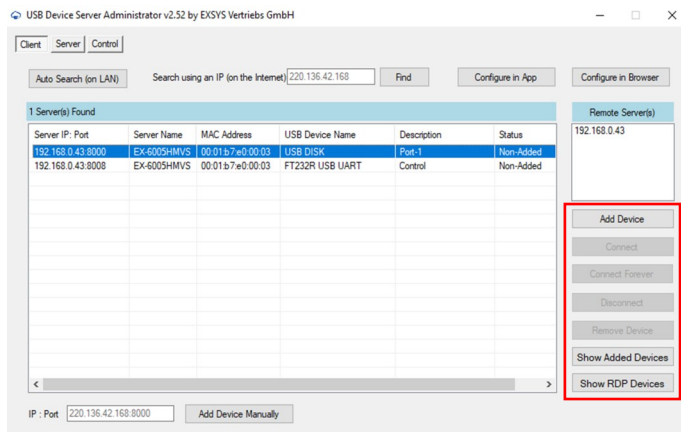 USB Device Server Administrator v2.52 by EXSYS Vertriebs GmbH
Client Server Control
Auto Search (on LAN) Search using an IP (on the Internet) 220.136.42.168 Find Configure in App Configure in Browser
1 Server(s) Found Remote Server(s)
Server IP: Port Server Name MAC Address USB Device Name Description Status 192.168.0.43
192.168.0.43:8000 EX-6005HMVS 00:01:b7:e0:00:03 USB DISK Port-1 Non-Added
192.168.0.43:8008 EX-6005HMVS 00:01:b7:e0:00:03 FT232R USB UART Control Non-Added
Add Device
Connect
Connect Forever
Disconnect
Remove Device
Show Added Devices
Show RDP Devices
IP : Port 220.136.42.168:8000 Add Device Manually